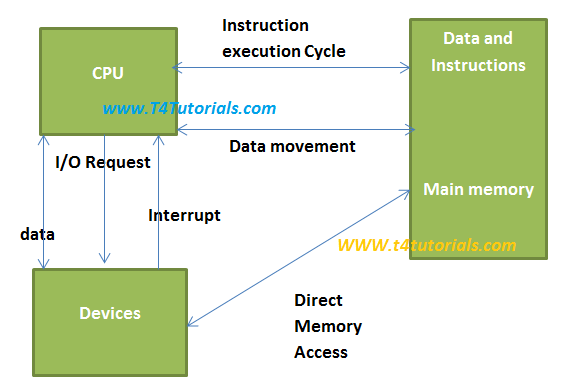 Instruction
execution Cycle
Data and
Instructions
CPU
www.T4Tutorials.com
Data movement
I/O Request
Main memory
Interrupt
data
WWW.t4tutorials.com
Devices
Direct
Memory
Access